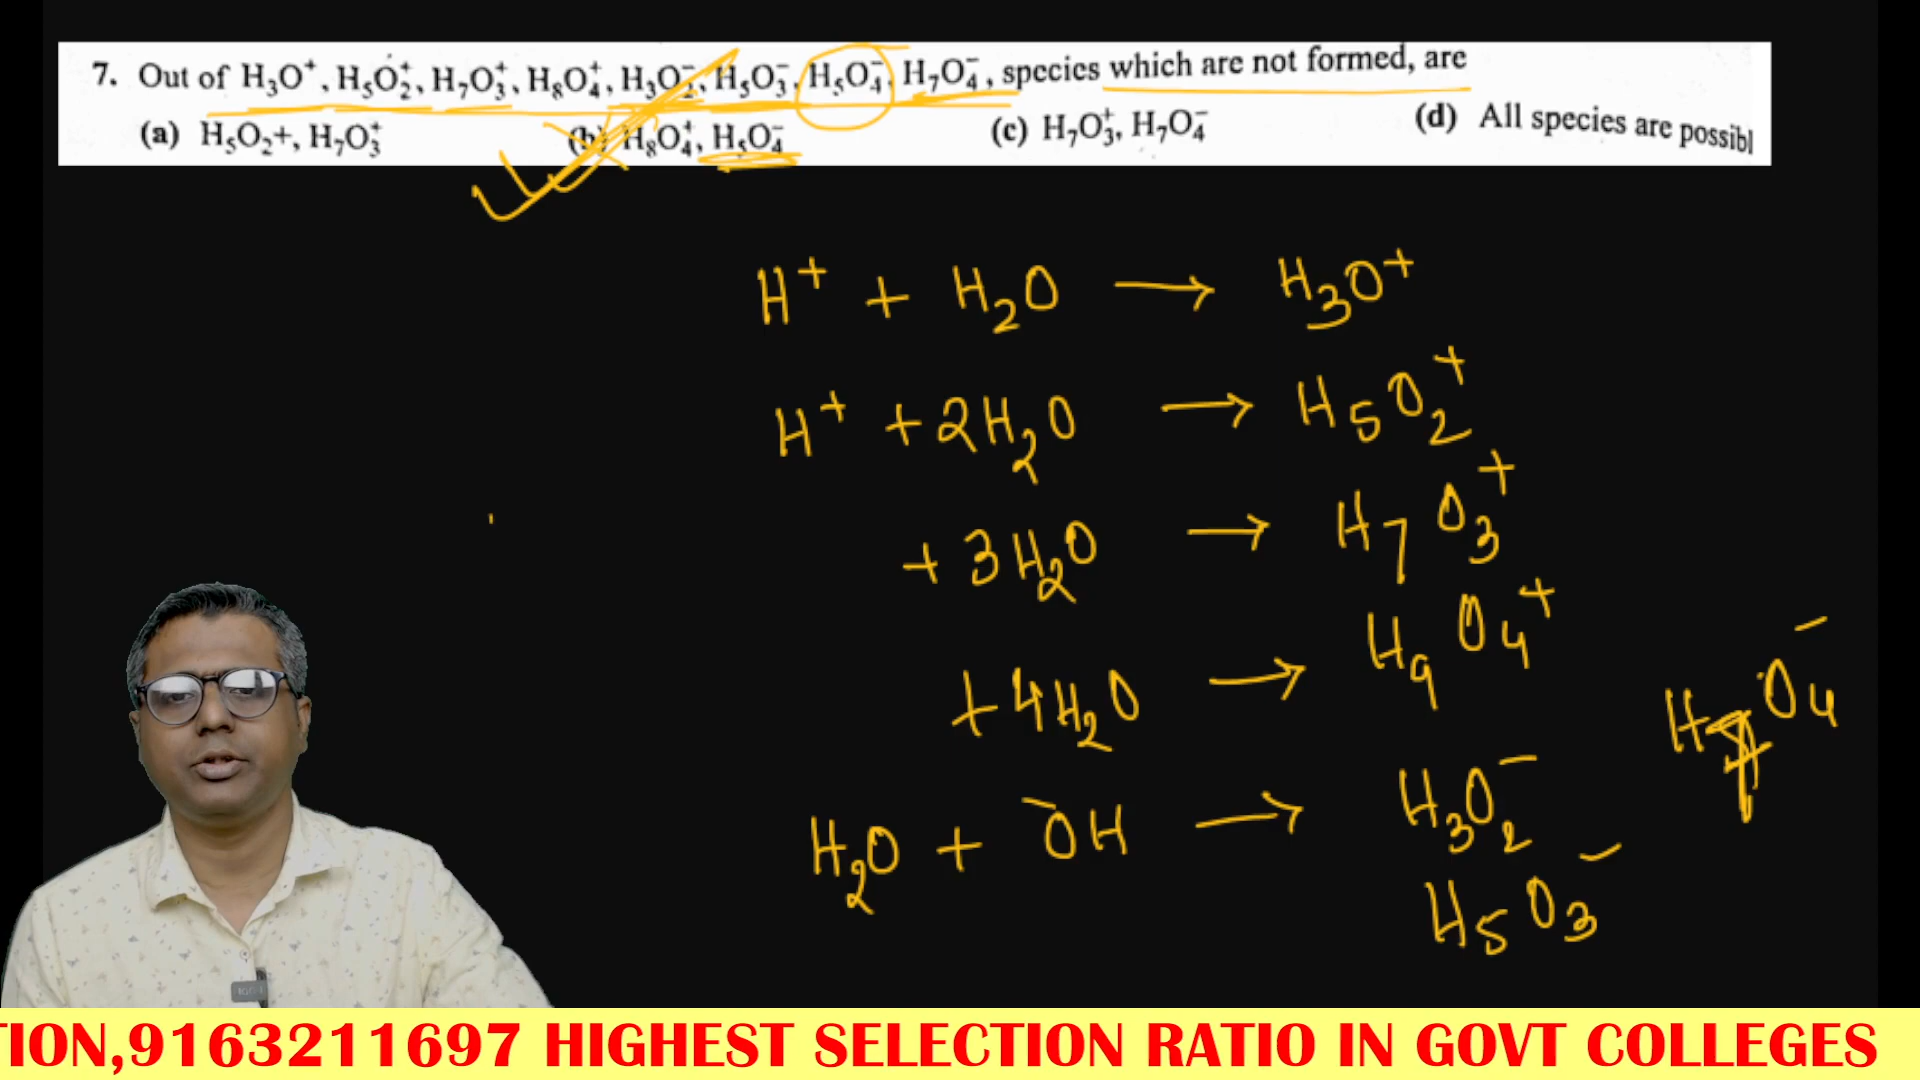 7. Out of H₃O⁺, H₅O₂⁺, H₇O₃⁺, H₈O₄⁺, H₃O₂⁻, H₅O₃⁻, H₅O₄⁻, H₇O₄⁻, species which are not formed, are
(a) H₅O₂+, H₇O₃⁺ (b) H₈O₄⁺, H₅O₄⁻ (c) H₇O₃⁺, H₇O₄⁻ (d) All species are possibl
H⁺ + H₂O → H₃O⁺
H⁺ + 2H₂O → H₅O₂⁺
+ 3H₂O → H₇O₃⁺
+ 4H₂O → H₉O₄⁺
H₇O₄⁻
H₂O + ⁻OH → H₃O₂⁻
H₅O₃⁻
TION,9163211697 HIGHEST SELECTION RATIO IN GOVT COLLEGES